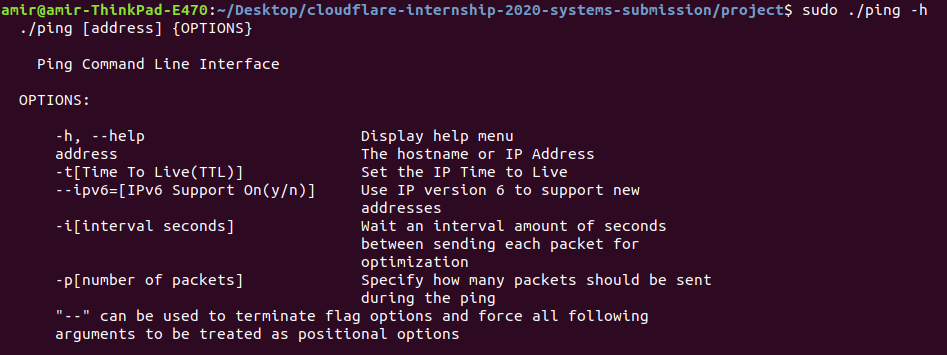 amir@amir-ThinkPad-E470:~/Desktop/cloudflare-internship-2020-systems-submission/project$ sudo ./ping -h
./ping [address] {OPTIONS}
Ping Command Line Interface
OPTIONS:
-h, --help Display help menu
address The hostname or IP Address
-t[Time To Live(TTL)] Set the IP Time to Live
--ipv6=[IPv6 Support On(y/n)] Use IP version 6 to support new
addresses
-i[interval seconds] Wait an interval amount of seconds
between sending each packet for
optimization
-p[number of packets] Specify how many packets should be sent
during the ping
"--" can be used to terminate flag options and force all following
arguments to be treated as positional options